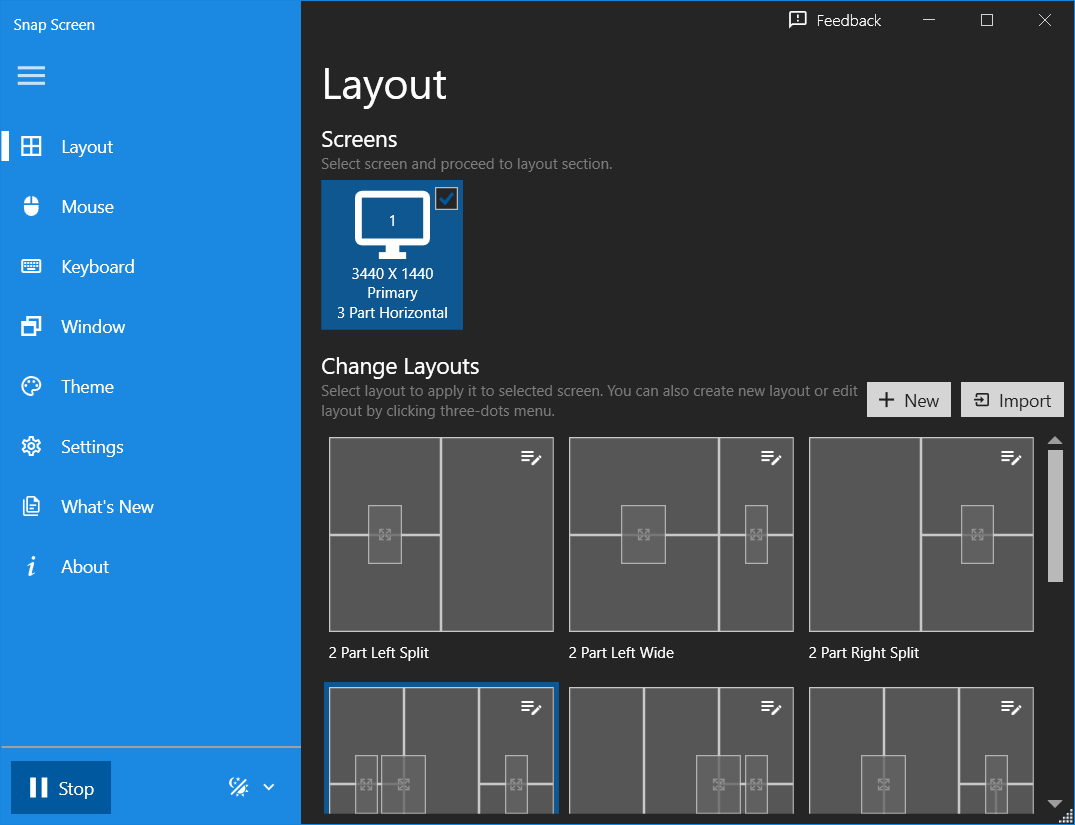 Snap Screen
Feedback
Layout
Mouse
Keyboard
Window
Theme
Settings
What's New
About
Stop
Layout
Screens
Select screen and proceed to layout section.
1
3440 X 1440
Primary
3 Part Horizontal
Change Layouts
Select layout to apply it to selected screen. You can also create new layout or edit
layout by clicking three-dots menu.
New
Import
2 Part Left Split
2 Part Left Wide
2 Part Right Split